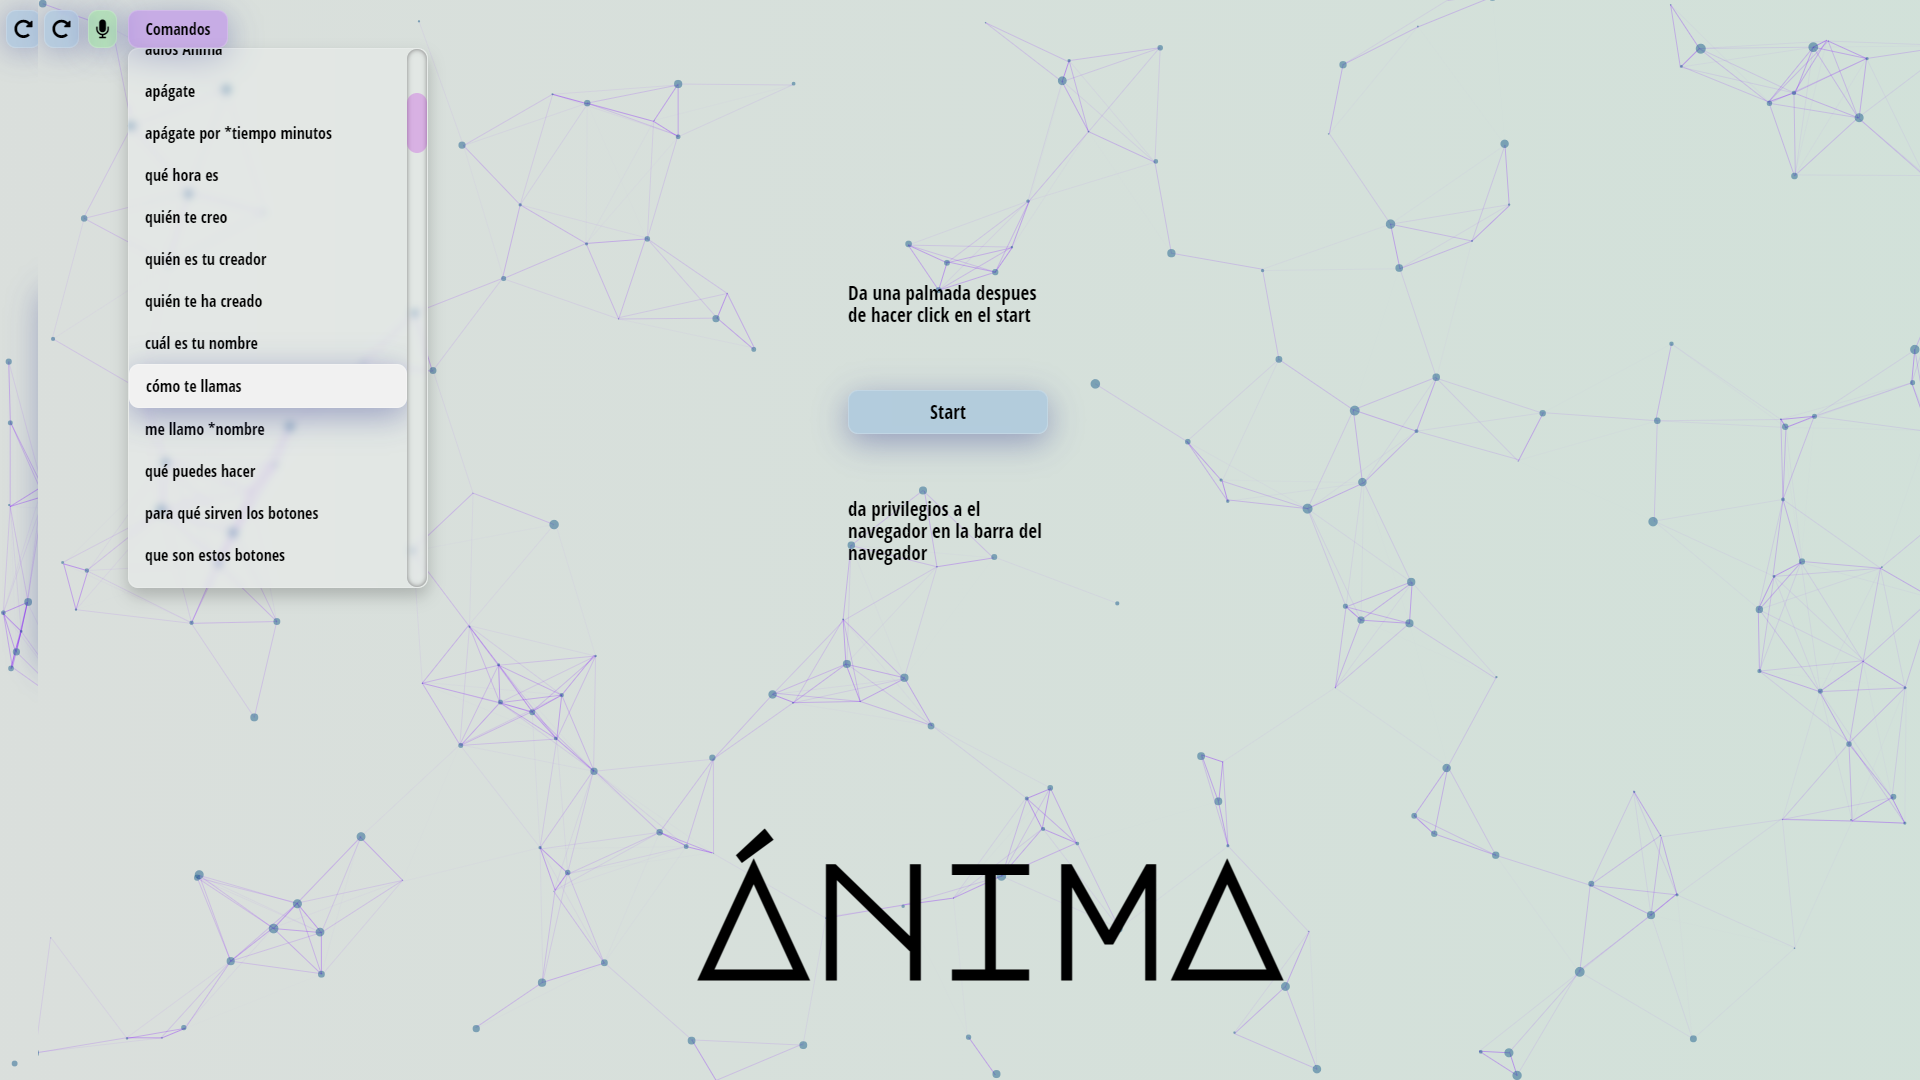 Comandos
adiós Ánima
apágate
apágate por *tiempo minutos
qué hora es
quién te creo
quién es tu creador
quién te ha creado
cuál es tu nombre
cómo te llamas
me llamo *nombre
qué puedes hacer
para qué sirven los botones
que son estos botones
Da una palmada despues
de hacer click en el start
Start
da privilegios a el
navegador en la barra del
navegador
ÁNIMA